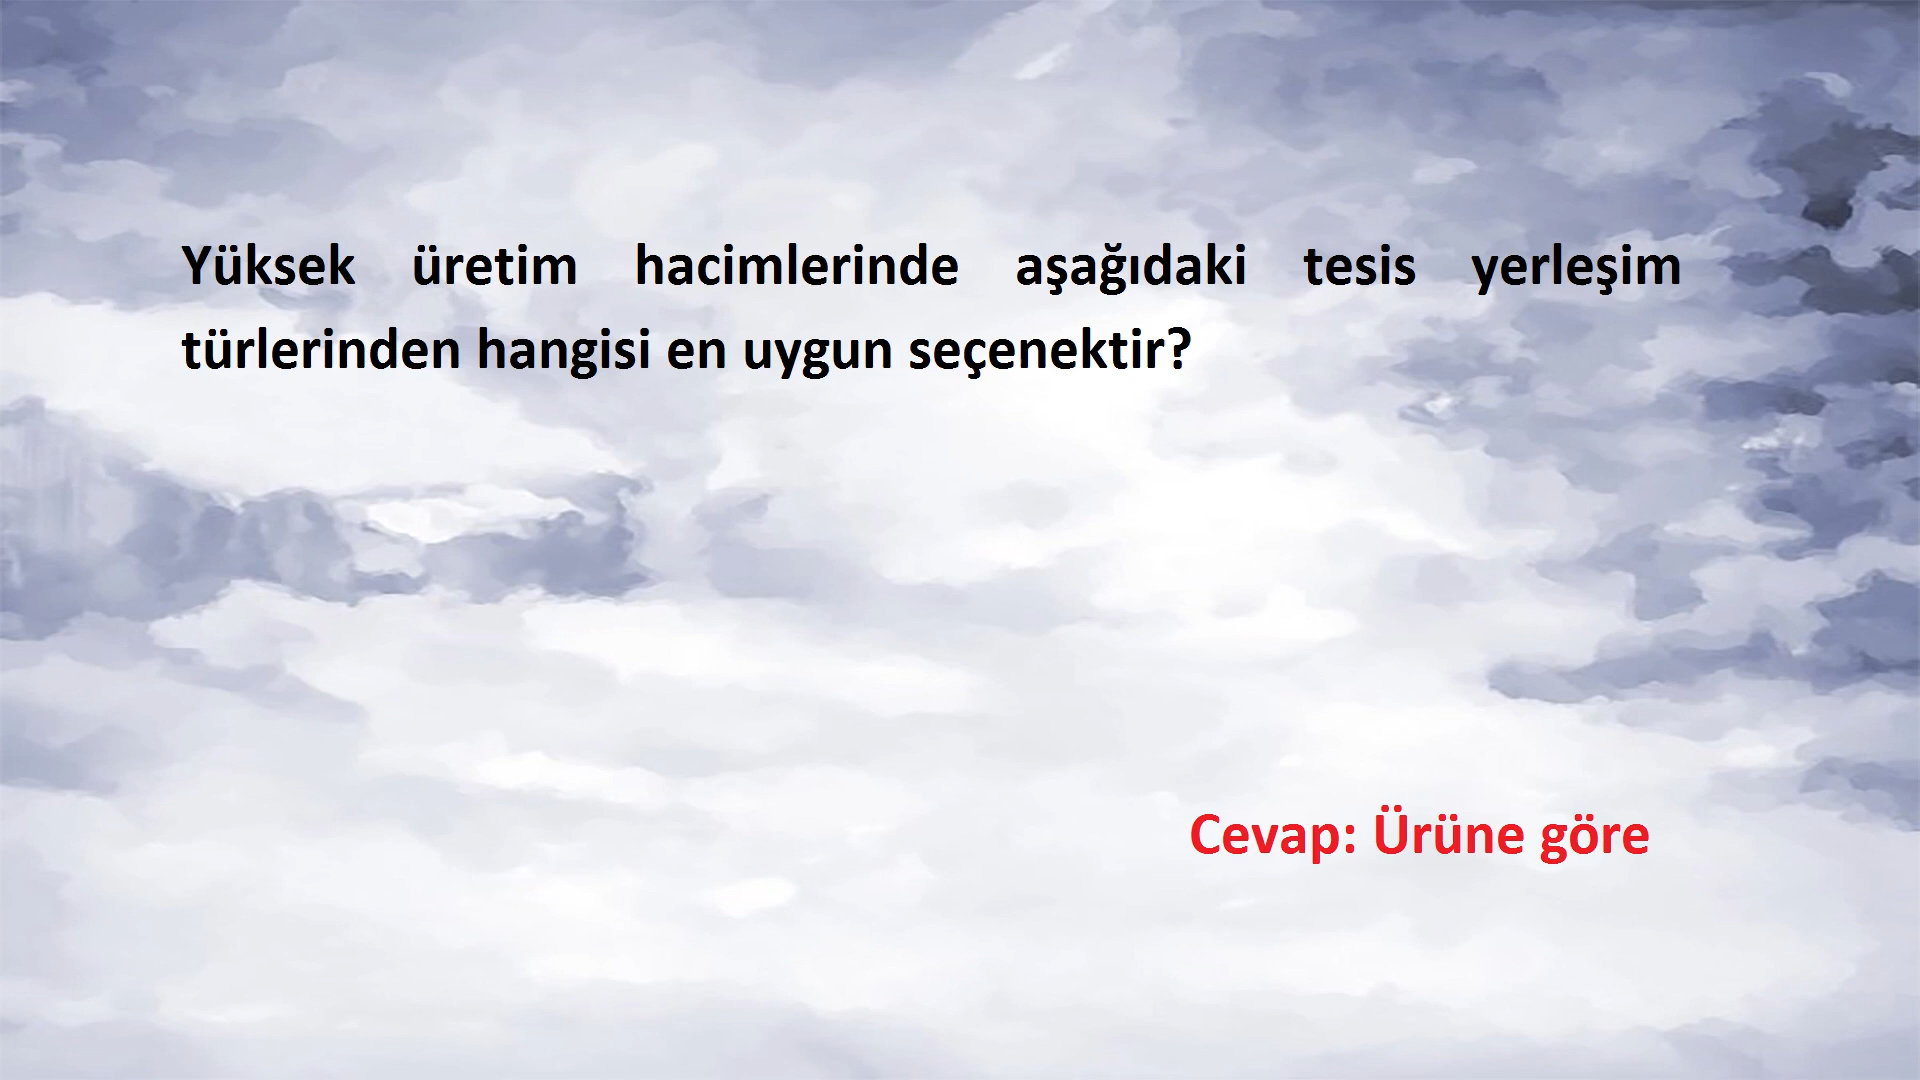 Yüksek üretim hacimlerinde aşağıdaki tesis yerleşim
türlerinden hangisi en uygun seçenektir?
Cevap: Ürüne göre